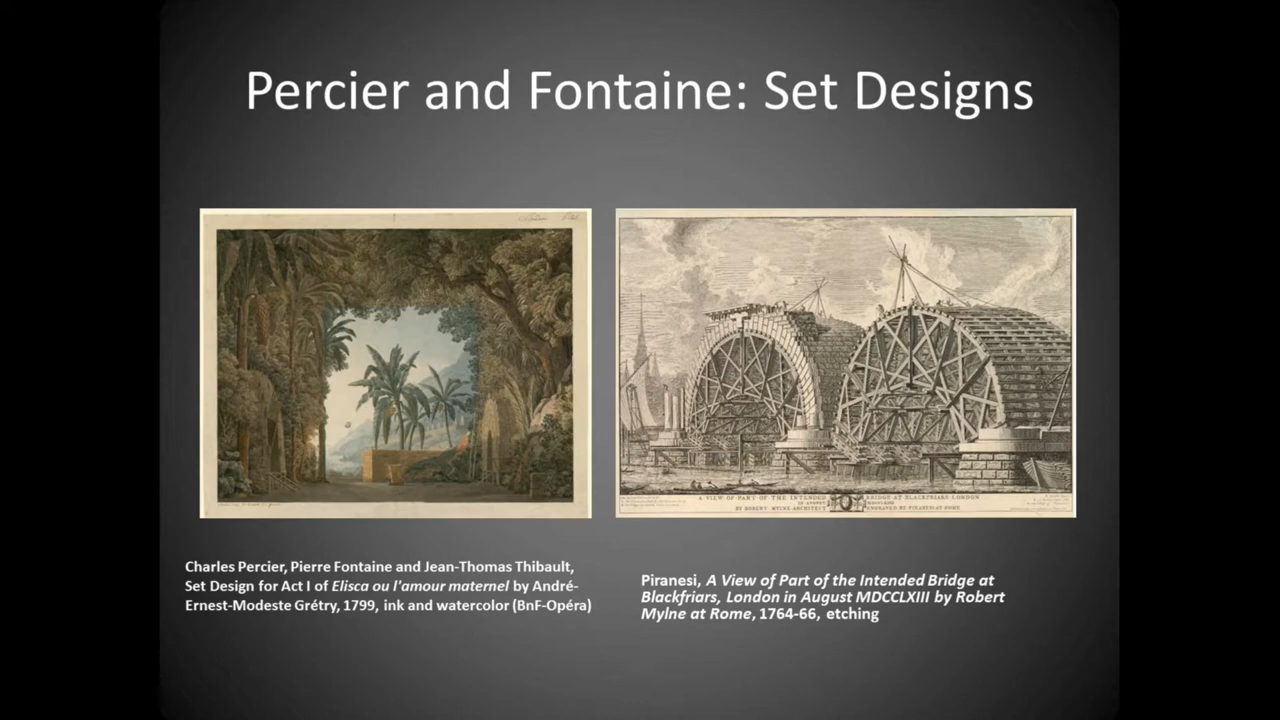 Percier and Fontaine: Set Designs
A VIEW OF PART OF THE INTENDED BRIDGE AT BLACKFRIARS LONDON
IN AUGUST
BY ROBERT MYLNE ARCHITECT ENGRAVED BY PIRANESI AT ROME
Charles Percier, Pierre Fontaine and Jean-Thomas Thibault,
Set Design for Act I of Elisca ou l'amour maternel by André-
Ernest-Modeste Grétry, 1799, ink and watercolor (BnF-Opéra)
Piranesi, A View of Part of the Intended Bridge at
Blackfriars, London in August MDCCLXIII by Robert
Mylne at Rome, 1764-66, etching